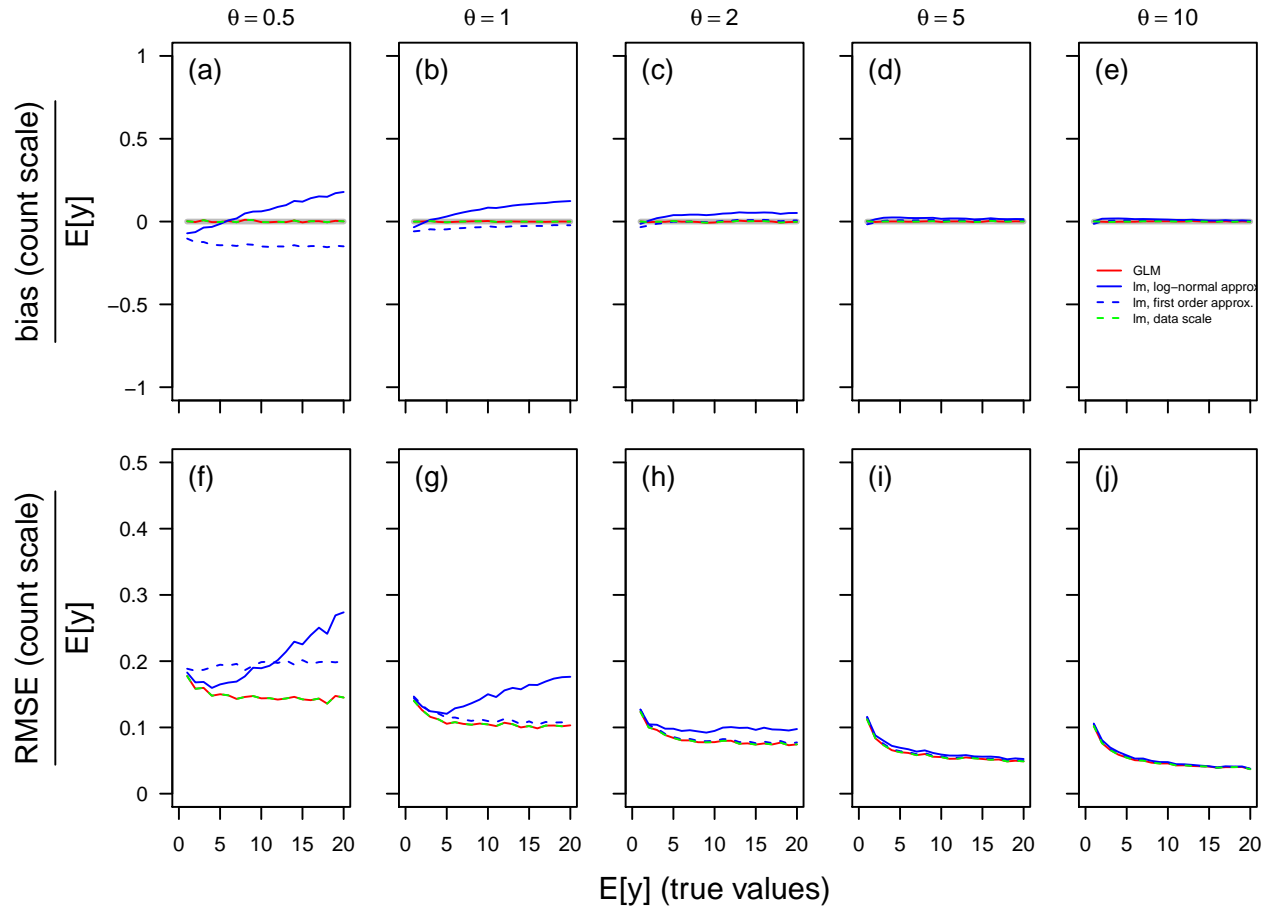 θ = 0.5 θ = 1 θ = 2 θ = 5 θ = 10
(a) (b) (c) (d) (e)
bias (count scale)
E[y]
1
0.5
0
−0.5
−1
GLM
lm, log−normal approx
lm, first order approx.
lm, data scale
(f) (g) (h) (i) (j)
RMSE (count scale)
E[y]
0.5
0.4
0.3
0.2
0.1
0
0 5 10 15 20 0 5 10 15 20 0 5 10 15 20 0 5 10 15 20 0 5 10 15 20
E[y] (true values)